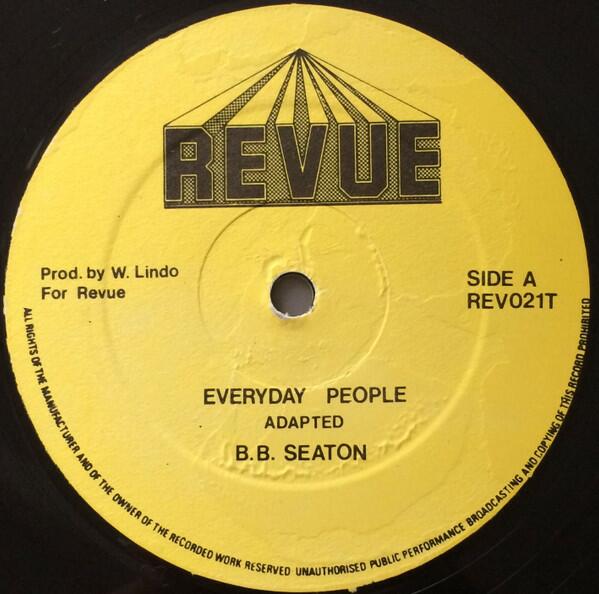 REVUE
Prod. by W. Lindo
For Revue
SIDE A
REV021T
EVERYDAY PEOPLE
ADAPTED
B.B. SEATON
ALL RIGHTS OF THE MANUFACTURER AND OF THE OWNER OF THE RECORDED WORK RESERVED UNAUTHORISED PUBLIC PERFORMANCE BROADCASTING AND COPYING OF THIS RECORD PROHIBITED